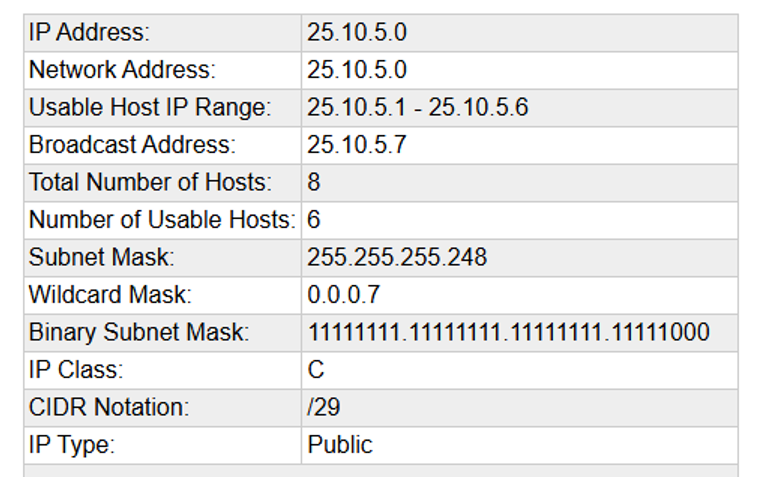 IP Address: 25.10.5.0
Network Address: 25.10.5.0
Usable Host IP Range: 25.10.5.1 - 25.10.5.6
Broadcast Address: 25.10.5.7
Total Number of Hosts: 8
Number of Usable Hosts: 6
Subnet Mask: 255.255.255.248
Wildcard Mask: 0.0.0.7
Binary Subnet Mask: 11111111.11111111.11111111.11111000
IP Class: C
CIDR Notation: /29
IP Type: Public